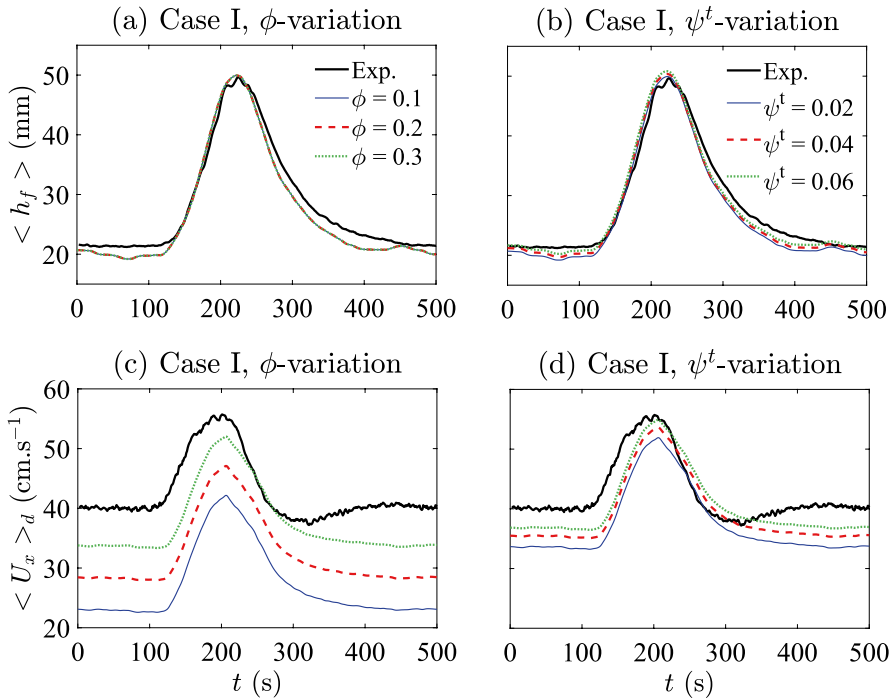 (a) Case I, ϕ-variation
(b) Case I, ψᵗ-variation
< h_f > (mm)
50
40
30
20
Exp.
ϕ = 0.1
ϕ = 0.2
ϕ = 0.3
Exp.
ψᵗ = 0.02
ψᵗ = 0.04
ψᵗ = 0.06
0 100 200 300 400 500
0 100 200 300 400 500
(c) Case I, ϕ-variation
(d) Case I, ψᵗ-variation
< U_x >_d (cm.s⁻¹)
60
50
40
30
20
0 100 200 300 400 500
0 100 200 300 400 500
t (s)
t (s)